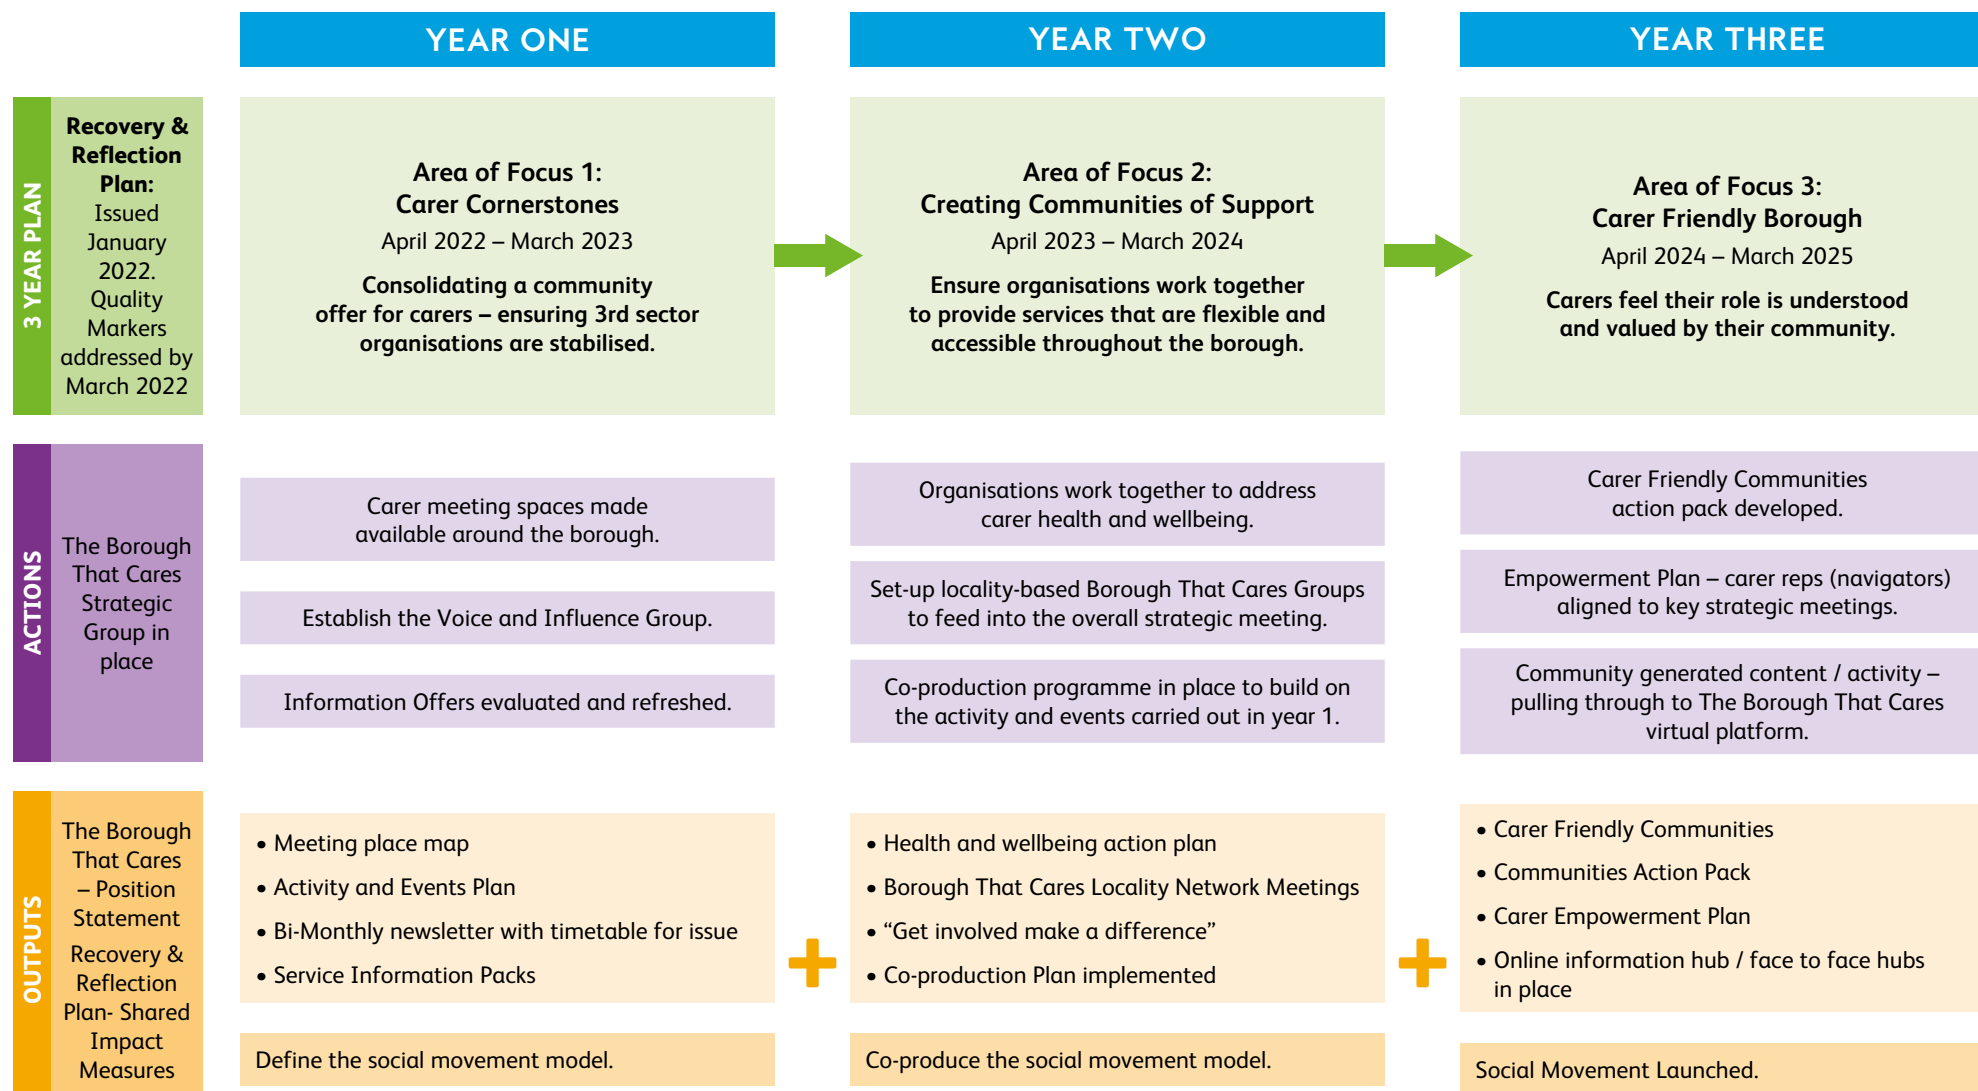 YEAR ONE
YEAR TWO
YEAR THREE
3 YEAR PLAN
Recovery &
Reflection
Plan:
Issued
January
2022.
Quality
Markers
addressed by
March 2022
Area of Focus 1:
Carer Cornerstones
April 2022 – March 2023
Consolidating a community
offer for carers – ensuring 3rd sector
organisations are stabilised.
Area of Focus 2:
Creating Communities of Support
April 2023 – March 2024
Ensure organisations work together
to provide services that are flexible and
accessible throughout the borough.
Area of Focus 3:
Carer Friendly Borough
April 2024 – March 2025
Carers feel their role is understood
and valued by their community.
ACTIONS
The Borough
That Cares
Strategic
Group in
place
Carer meeting spaces made
available around the borough.
Establish the Voice and Influence Group.
Information Offers evaluated and refreshed.
Organisations work together to address
carer health and wellbeing.
Set-up locality-based Borough That Cares Groups
to feed into the overall strategic meeting.
Co-production programme in place to build on
the activity and events carried out in year 1.
Carer Friendly Communities
action pack developed.
Empowerment Plan – carer reps (navigators)
aligned to key strategic meetings.
Community generated content / activity –
pulling through to The Borough That Cares
virtual platform.
OUTPUTS
The Borough
That Cares
– Position
Statement
Recovery &
Reflection
Plan- Shared
Impact
Measures
• Meeting place map
• Activity and Events Plan
• Bi-Monthly newsletter with timetable for issue
• Service Information Packs
Define the social movement model.
• Health and wellbeing action plan
• Borough That Cares Locality Network Meetings
• “Get involved make a difference”
• Co-production Plan implemented
Co-produce the social movement model.
• Carer Friendly Communities
• Communities Action Pack
• Carer Empowerment Plan
• Online information hub / face to face hubs
in place
Social Movement Launched.